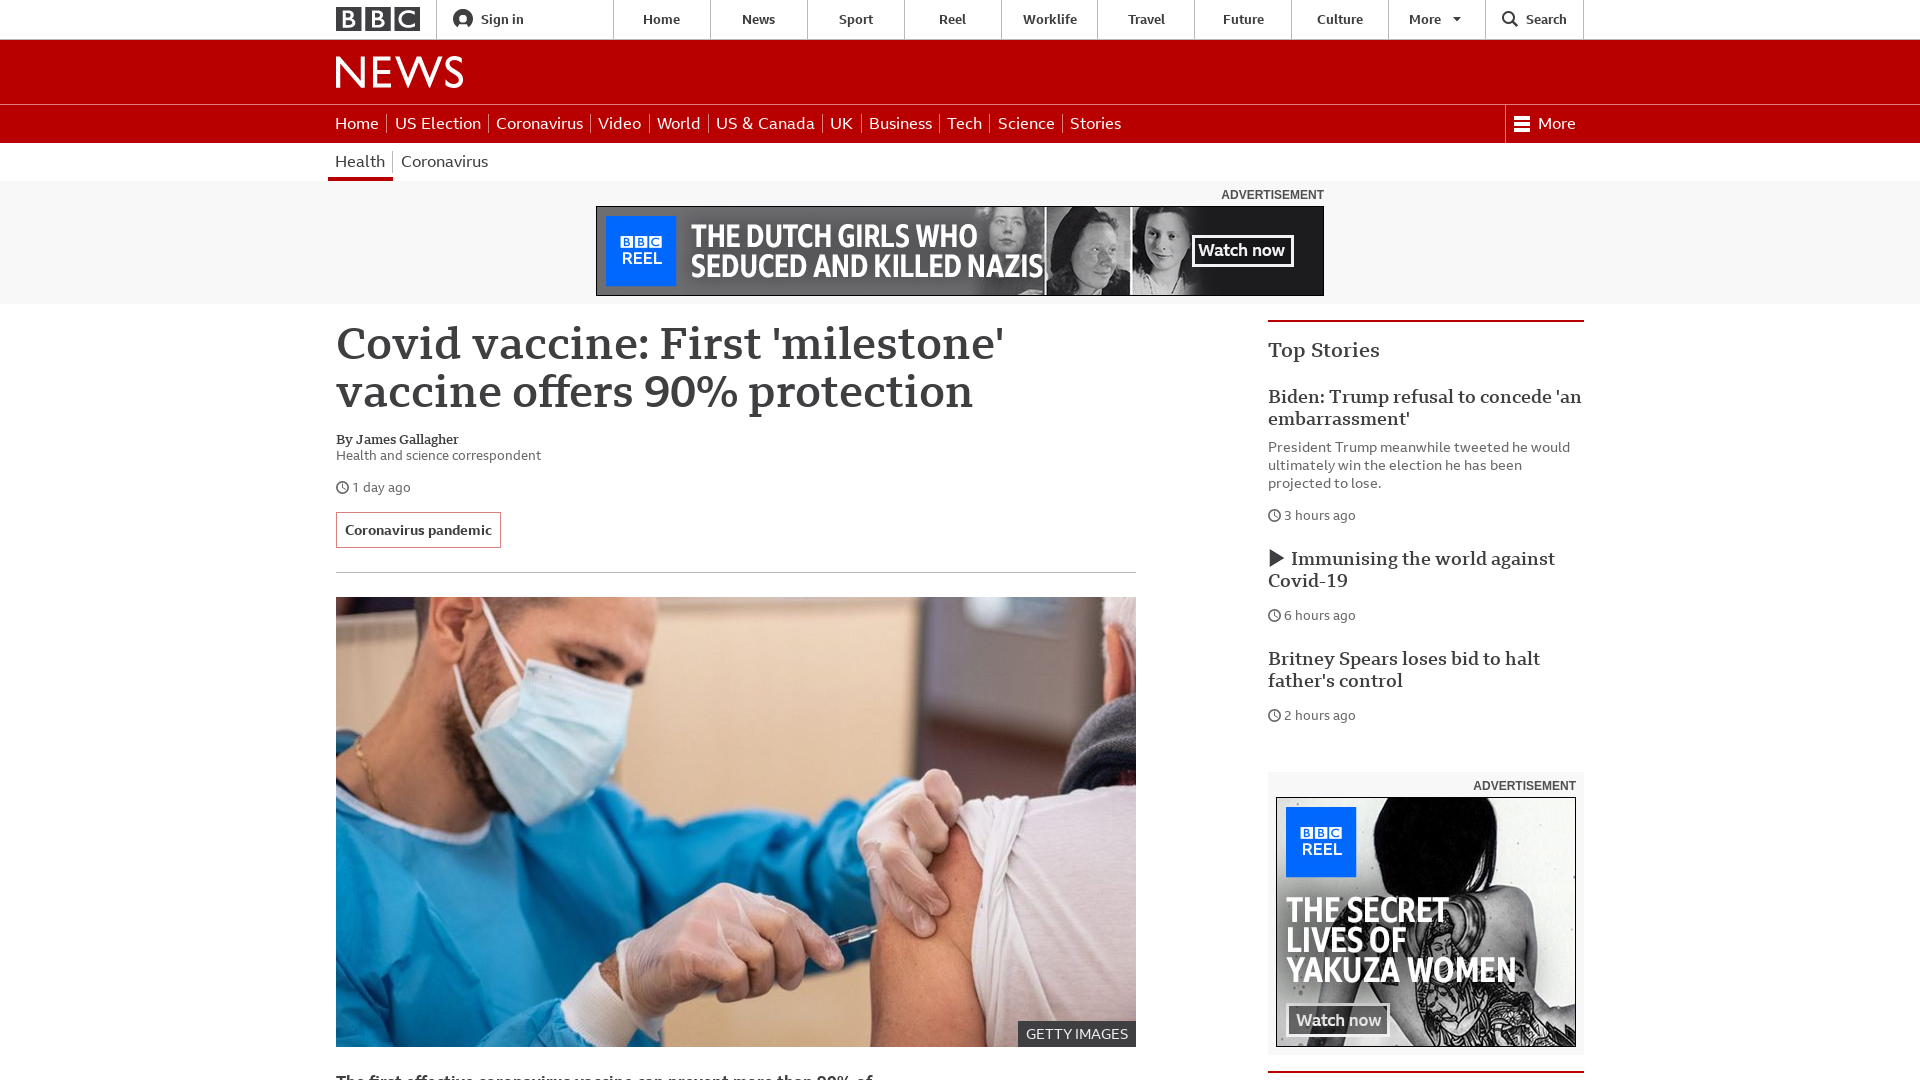 BBC
Sign in
Home
News
Sport
Reel
Worklife
Travel
Future
Culture
More
Search
NEWS
Home
US Election
Coronavirus
Video
World
US & Canada
UK
Business
Tech
Science
Stories
More
Health
Coronavirus
ADVERTISEMENT
BBC
REEL
THE DUTCH GIRLS WHO
SEDUCED AND KILLED NAZIS
Watch now
Covid vaccine: First 'milestone'
vaccine offers 90% protection
By James Gallagher
Health and science correspondent
1 day ago
Coronavirus pandemic
GETTY IMAGES
The first effective coronavirus vaccine can prevent more than 90% of
Top Stories
Biden: Trump refusal to concede 'an
embarrassment'
President Trump meanwhile tweeted he would
ultimately win the election he has been
projected to lose.
3 hours ago
Immunising the world against
Covid-19
6 hours ago
Britney Spears loses bid to halt
father's control
2 hours ago
ADVERTISEMENT
BBC
REEL
THE SECRET
LIVES OF
YAKUZA WOMEN
Watch now